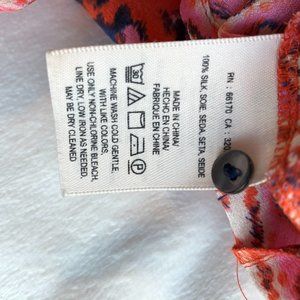 RN : 66170 CA :
100% SILK, SOIE, SEDA, SETA, SEIDE
MADE IN CHINA/
HECHO EN CHINA/
FABRIQUE EN CHINE
30
P
MACHINE WASH COLD GENTLE,
WITH LIKE COLORS,
USE ONLY NON-CHLORINE BLEACH.
LINE DRY, LOW IRON AS NEEDED.
MAY BE DRY CLEANED